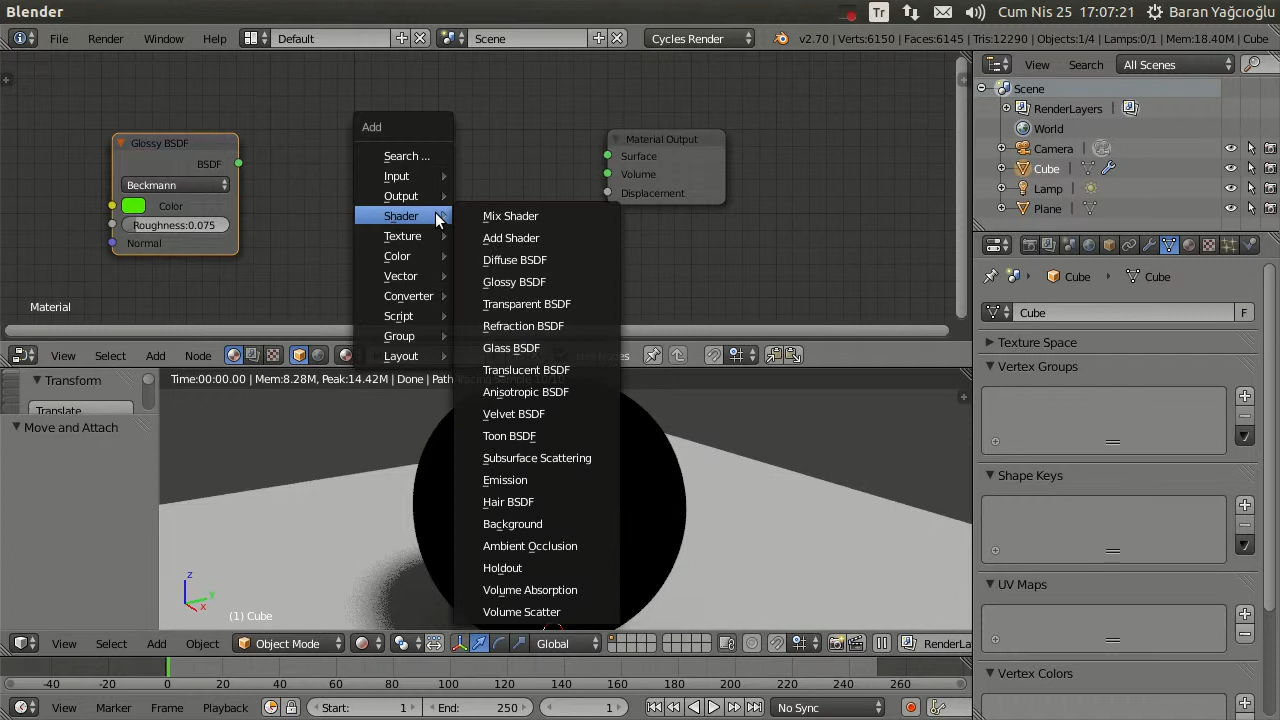 Blender
Tr
Cum Nis 25 17:07:21
Baran Yağcıoğlu
File Render Window Help
Default
Scene
Cycles Render
v2.70 | Verts:6150 | Faces:6145 | Tris:12290 | Objects:1/4 | Lamps:0/1 | Mem:18.40M | Cube
View Search All Scenes
Scene
RenderLayers
World
Camera
Cube
Lamp
Plane
Glossy BSDF
BSDF
Beckmann
Color
Roughness:0.075
Normal
Material
Add
Search ...
Input
Output
Shader
Texture
Color
Vector
Converter
Script
Group
Layout
Mix Shader
Add Shader
Diffuse BSDF
Glossy BSDF
Transparent BSDF
Refraction BSDF
Glass BSDF
Translucent BSDF
Anisotropic BSDF
Velvet BSDF
Toon BSDF
Subsurface Scattering
Emission
Hair BSDF
Background
Ambient Occlusion
Holdout
Volume Absorption
Volume Scatter
Material Output
Surface
Volume
Displacement
View Select Add Node
Transform
Translate
Move and Attach
Time:00:00.00 | Mem:8.28M, Peak:14.42M | Done | Path
z
y
x
(1) Cube
View Select Add Object
Object Mode
Global
RenderLa
-40 -20 0 20 40 60 80 100 120 140 160 180 200 220 240 260
View Marker Frame Playback
Start: 1
End: 250
1
No Sync
Cube Cube
Cube F
Texture Space
Vertex Groups
Shape Keys
UV Maps
Vertex Colors